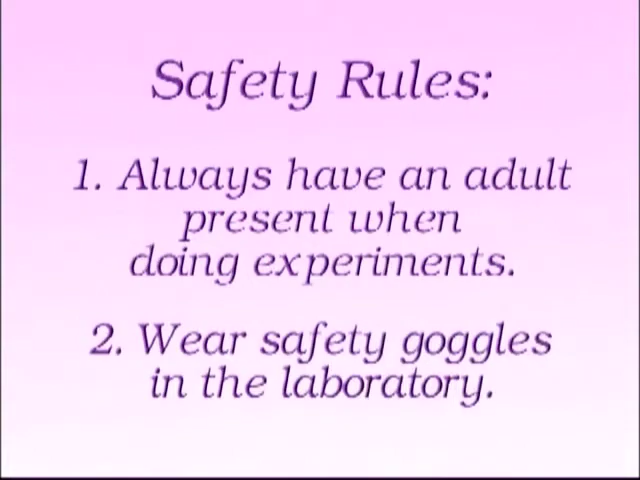 Safety Rules:
1. Always have an adult
present when
doing experiments.
2. Wear safety goggles
in the laboratory.